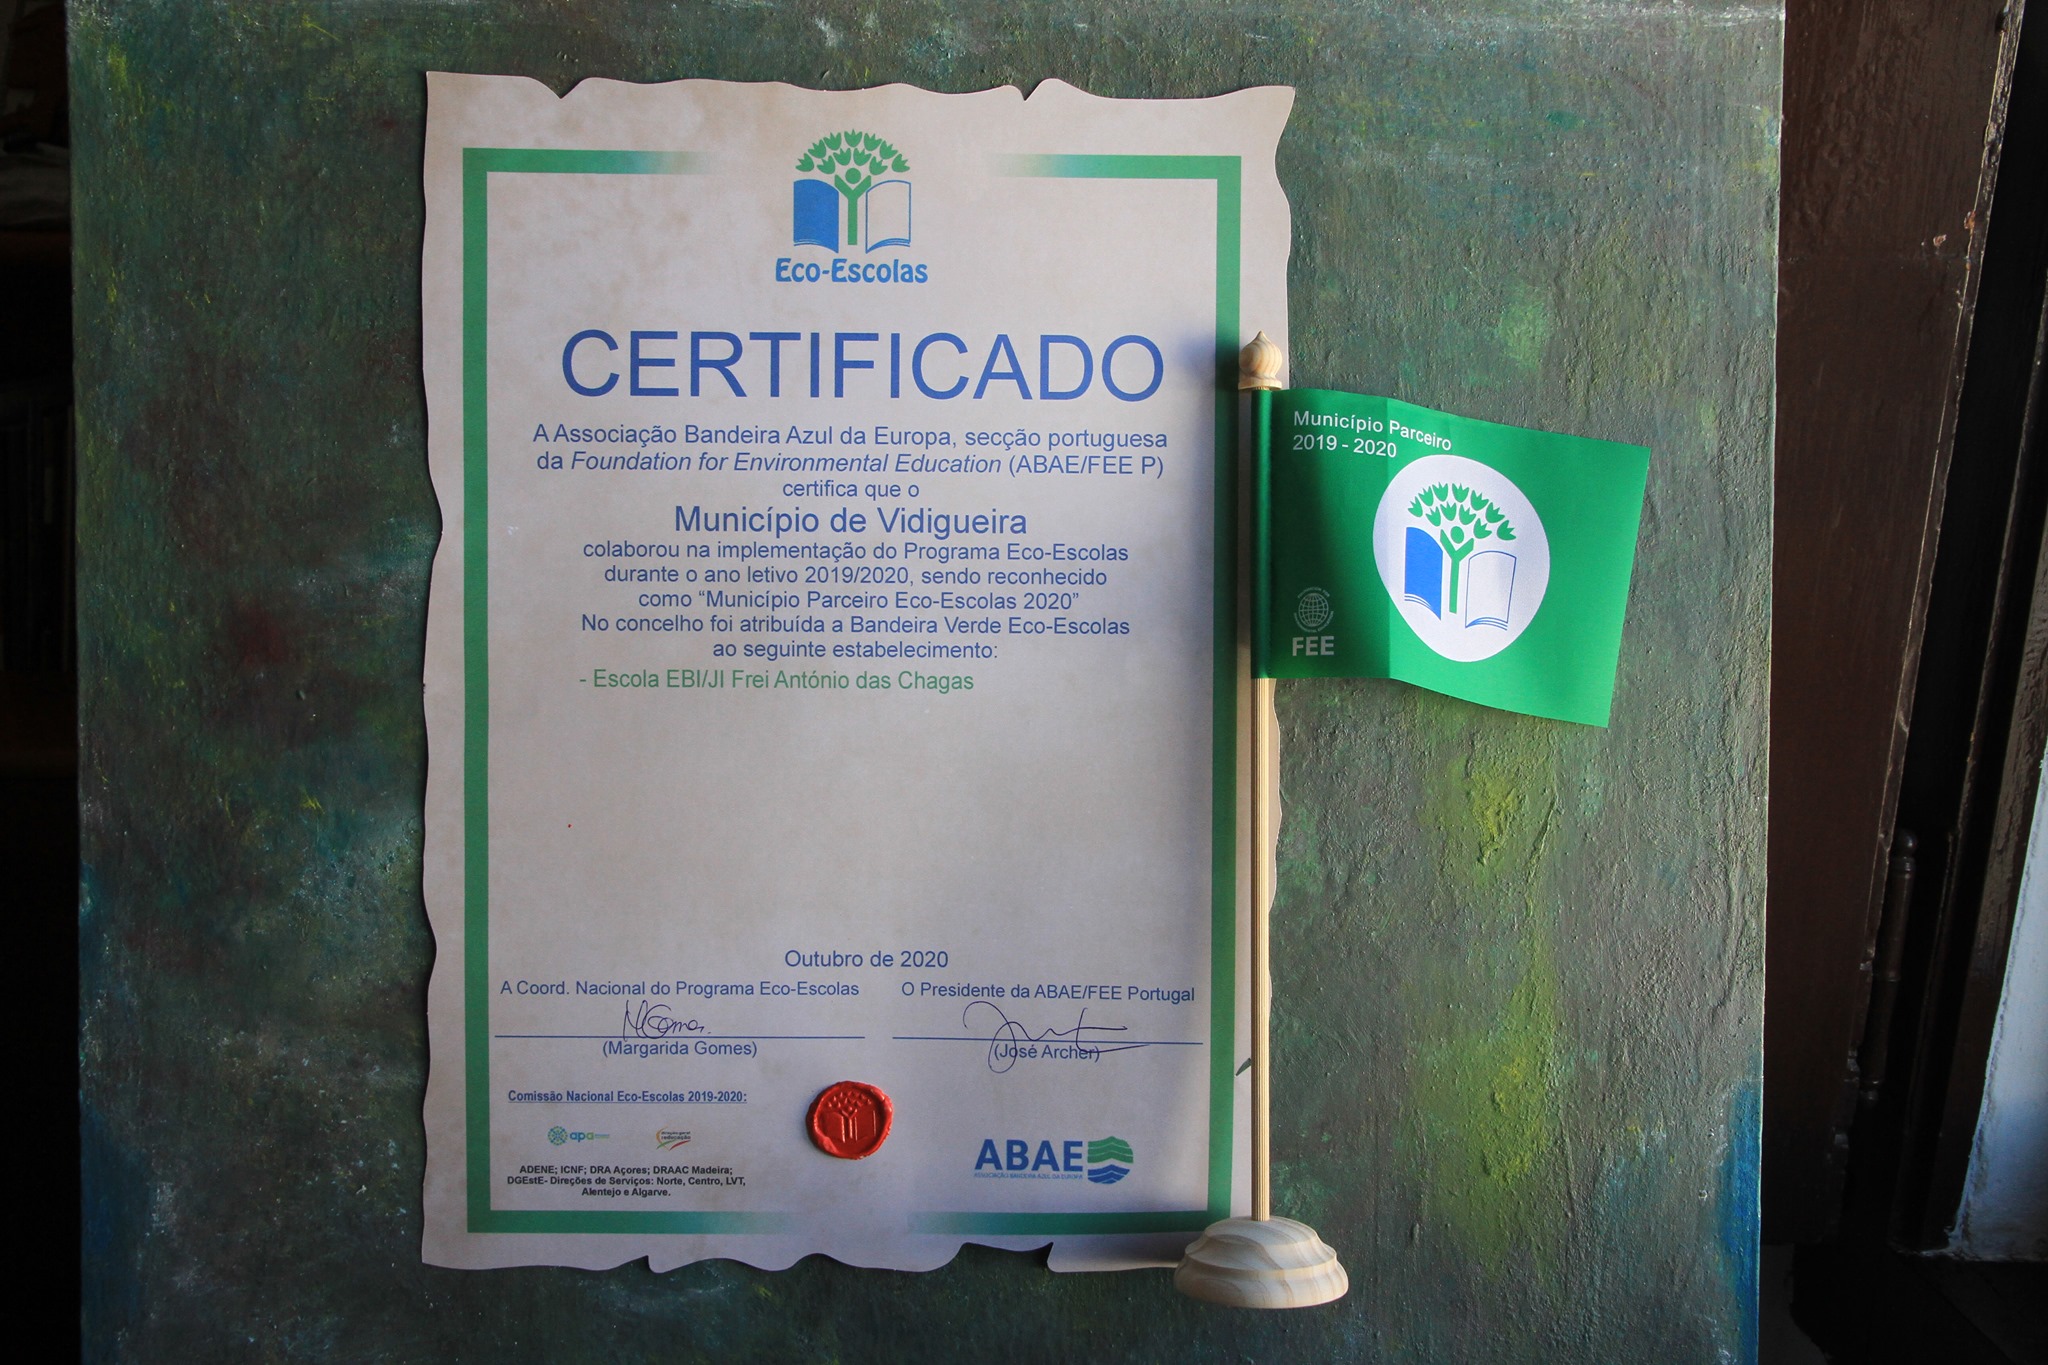 Eco-Escolas
CERTIFICADO
A Associação Bandeira Azul da Europa, secção portuguesa
da Foundation for Environmental Education (ABAE/FEE P)
certifica que o
Município de Vidigueira
colaborou na implementação do Programa Eco-Escolas
durante o ano letivo 2019/2020, sendo reconhecido
como “Município Parceiro Eco-Escolas 2020”
No concelho foi atribuída a Bandeira Verde Eco-Escolas
ao seguinte estabelecimento:
- Escola EBI/JI Frei António das Chagas
Outubro de 2020
A Coord. Nacional do Programa Eco-Escolas
(Margarida Gomes)
O Presidente da ABAE/FEE Portugal
(José Archer)
Comissão Nacional Eco-Escolas 2019-2020:
apa
ADENE; ICNF; DRA Açores; DRAAC Madeira;
DGEstE- Direções de Serviços: Norte, Centro, LVT,
Alentejo e Algarve.
ABAE
ASSOCIAÇÃO BANDEIRA AZUL DA EUROPA
Município Parceiro
2019 - 2020
FEE